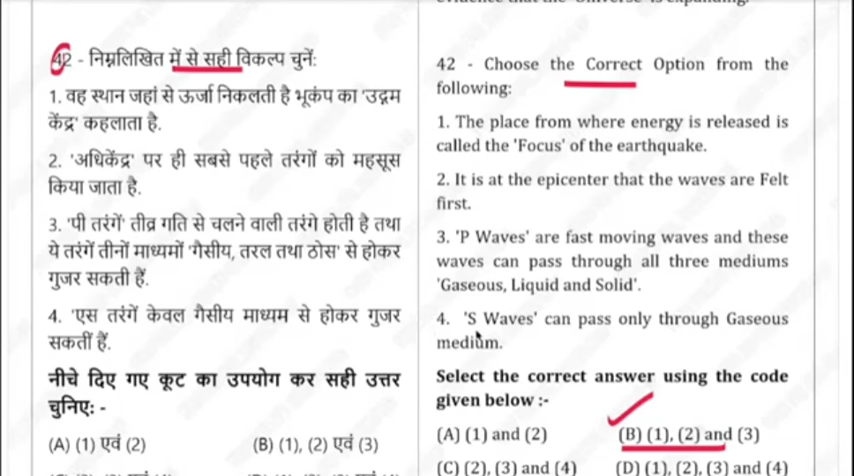 evidence that the Universe is expanding.
42 - निम्नलिखित में से सही विकल्प चुनें:
1. वह स्थान जहां से ऊर्जा निकलती है भूकंप का 'उद्गम
केंद्र' कहलाता है.
2. 'अधिकेंद्र' पर ही सबसे पहले तरंगों को महसूस
किया जाता है.
3. 'पी तरंगें' तीव्र गति से चलने वाली तरंगे होती है तथा
ये तरंगें तीनों माध्यमों 'गैसीय, तरल तथा ठोस' से होकर
गुजर सकती हैं.
4. 'एस तरंगें केवल गैसीय माध्यम से होकर गुजर
सकतीं हैं.
नीचे दिए गए कूट का उपयोग कर सही उत्तर
चुनिए: -
(A) (1) एवं (2) (B) (1), (2) एवं (3)
42 - Choose the Correct Option from the
following:
1. The place from where energy is released is
called the 'Focus' of the earthquake.
2. It is at the epicenter that the waves are Felt
first.
3. 'P Waves' are fast moving waves and these
waves can pass through all three mediums
'Gaseous, Liquid and Solid'.
4. 'S Waves' can pass only through Gaseous
medium.
Select the correct answer using the code
given below :-
(A) (1) and (2) (B) (1), (2) and (3)
(C) (2), (3) and (4) (D) (1), (2), (3) and (4)